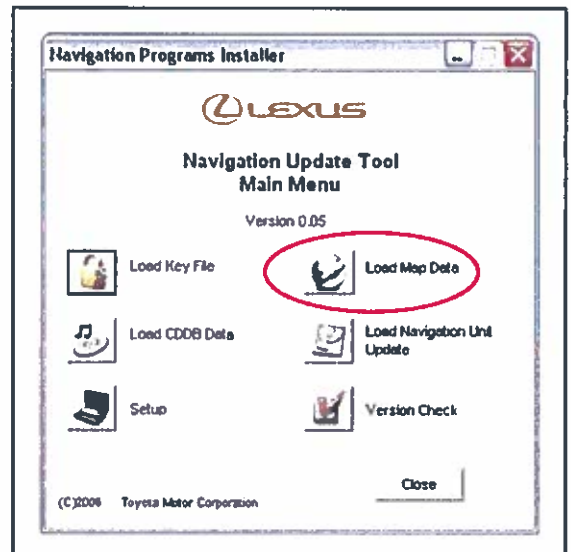 Navigation Programs Installer
LEXUS
Navigation Update Tool
Main Menu
Version 0.05
Load Key File
Load Map Data
Load CDDB Data
Load Navigation Unit
Update
Setup
Version Check
Close
(C)2006 Toyota Motor Corporation